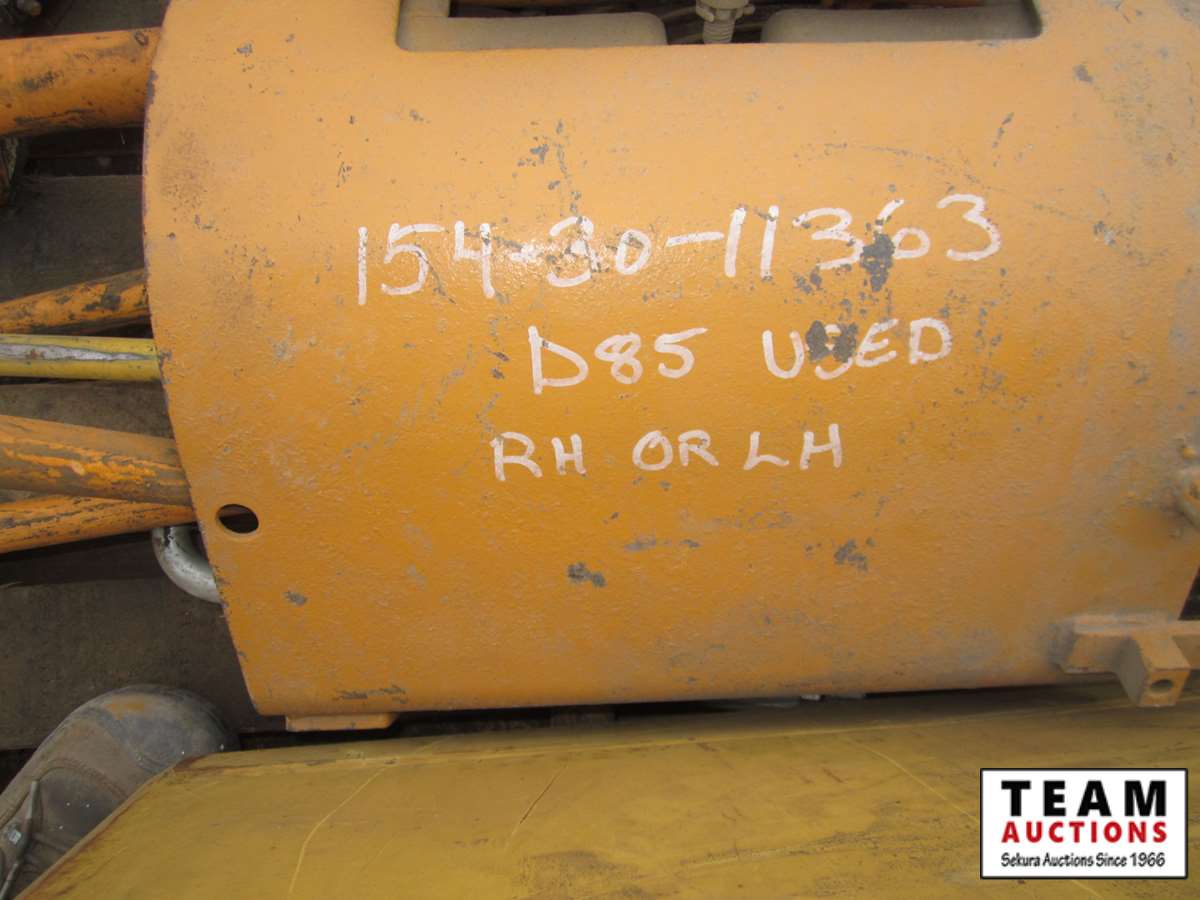 154-30-11363
D85 USED
RH OR LH
TEAM
AUCTIONS
Sekura Auctions Since 1966